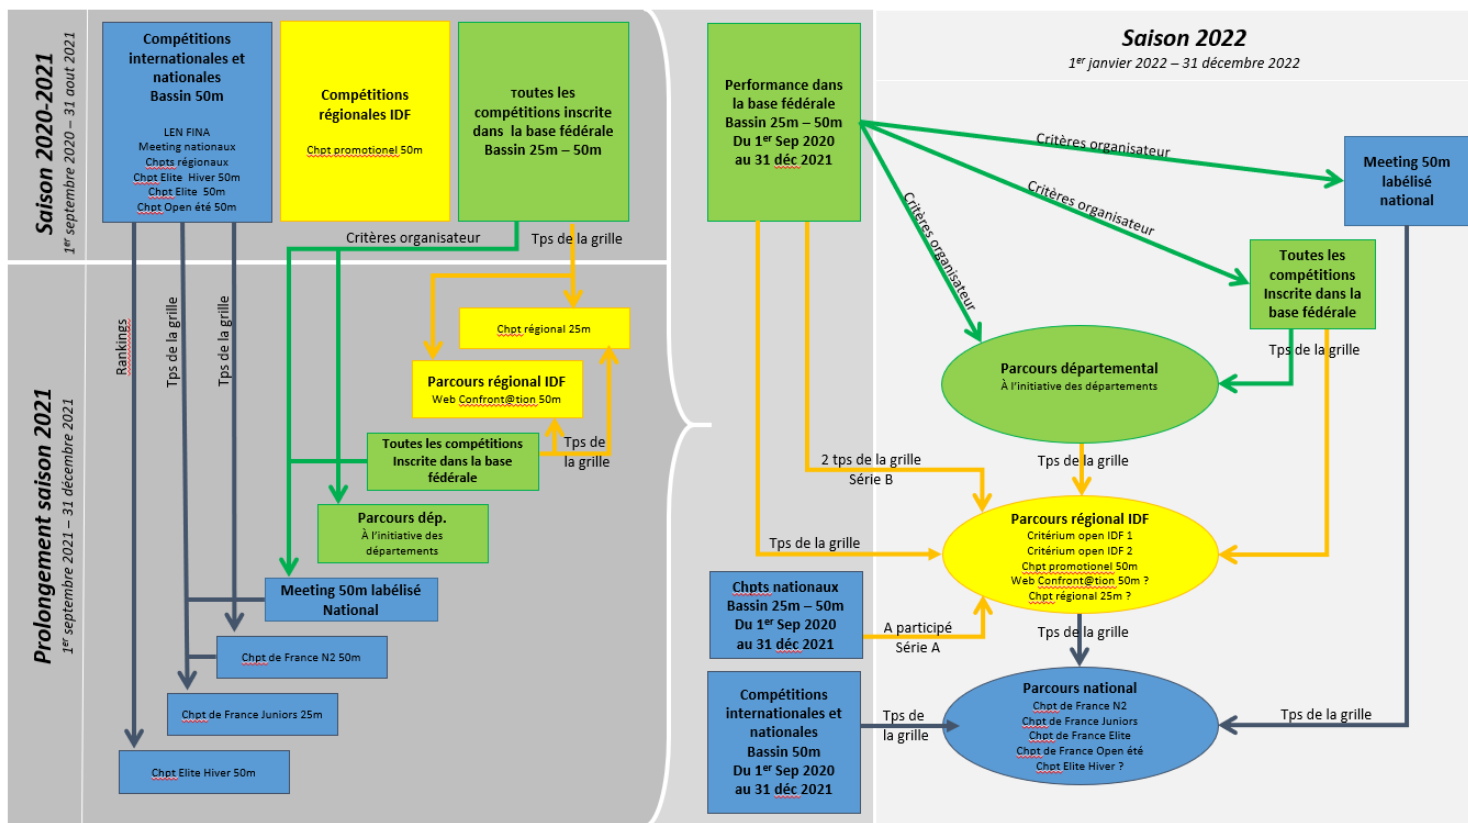 Saison 2020-2021
1er septembre 2020 – 31 aout 2021
Compétitions
internationales et
nationales
Bassin 50m
LEN FINA
Meeting nationaux
Chpts régionaux
Chpt Elite Hiver 50m
Chpt Elite 50m
Chpt Open été 50m
Compétitions
régionales IDF
Chpt promotionel 50m
Toutes les
compétitions inscrite
dans la base fédérale
Bassin 25m – 50m
Critères organisateur
Tps de la grille
Rankings
Tps de la grille
Tps de la grille
Prolongement saison 2021
1er septembre 2021 – 31 décembre 2021
Chpt régional 25m
Parcours régional IDF
Web Confront@tion 50m
Toutes les compétitions
Inscrite dans la base
fédérale
Tps de
la grille
Parcours dép.
À l'initiative des
départements
Meeting 50m labélisé
National
Chpt de France N2 50m
Chpt de France Juniors 25m
Chpt Elite Hiver 50m
Performance dans
la base fédérale
Bassin 25m – 50m
Du 1er Sep 2020
au 31 déc 2021
Saison 2022
1er janvier 2022 – 31 décembre 2022
Critères organisateur
Critères organisateur
Critères organisateur
Meeting 50m
labélisé
national
Toutes les
compétitions
Inscrite dans la
base fédérale
Tps de la grille
Parcours départemental
À l'initiative des départements
2 tps de la grille
Série B
Tps de la grille
Tps de la grille
Parcours régional IDF
Critérium open IDF 1
Critérium open IDF 2
Chpt promotionel 50m
Web Confront@tion 50m ?
Chpt régional 25m ?
Chpts nationaux
Bassin 25m – 50m
Du 1er Sep 2020
au 31 déc 2021
A participé
Série A
Tps de la grille
Compétitions
internationales et
nationales
Bassin 50m
Du 1er Sep 2020
au 31 déc 2021
Tps de
la grille
Parcours national
Chpt de France N2
Chpt de France Juniors
Chpt de France Elite
Chpt de France Open été
Chpt Elite Hiver ?
Tps de la grille